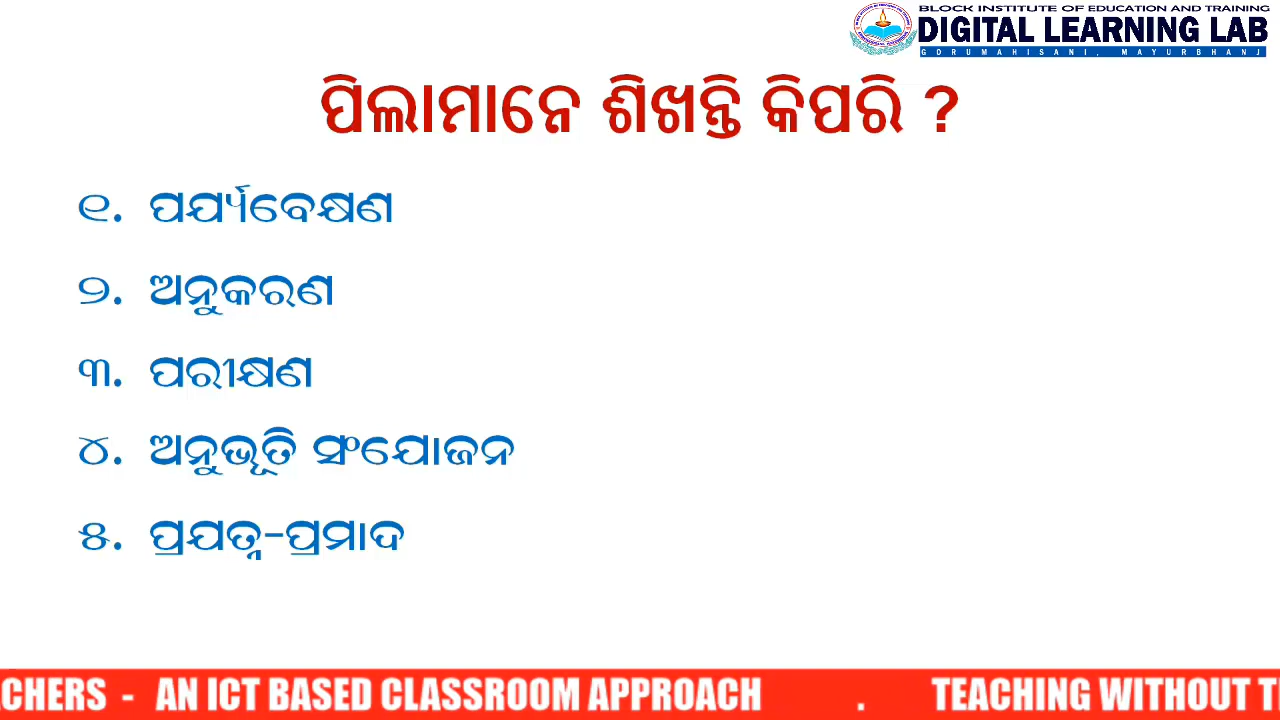 BLOCK INSTITUTE OF EDUCATION AND TRAINING
DIGITAL LEARNING LAB
GORUMAHISANI, MAYURBHANJ
ପିଲାମାନେ ଶିଖନ୍ତି କିପରି ?
୧. ପର୍ଯ୍ୟବେକ୍ଷଣ
୨. ଅନୁକରଣ
୩. ପରୀକ୍ଷଣ
୪. ଅନୁଭୂତି ସଂଯୋଜନ
୫. ପ୍ରଯତ୍ନ-ପ୍ରମାଦ
CHERS - AN ICT BASED CLASSROOM APPROACH . TEACHING WITHOUT